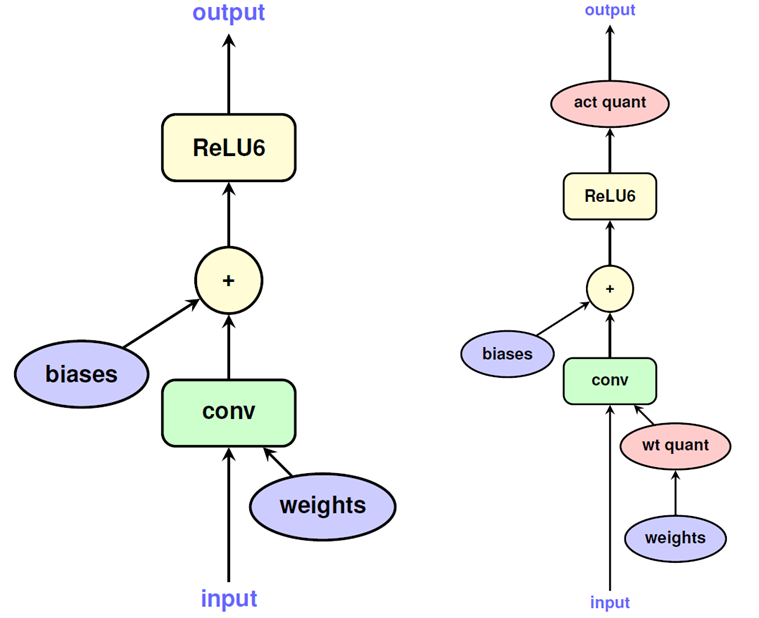 output
ReLU6
+
biases
conv
weights
input
output
act quant
ReLU6
+
biases
conv
wt quant
weights
input